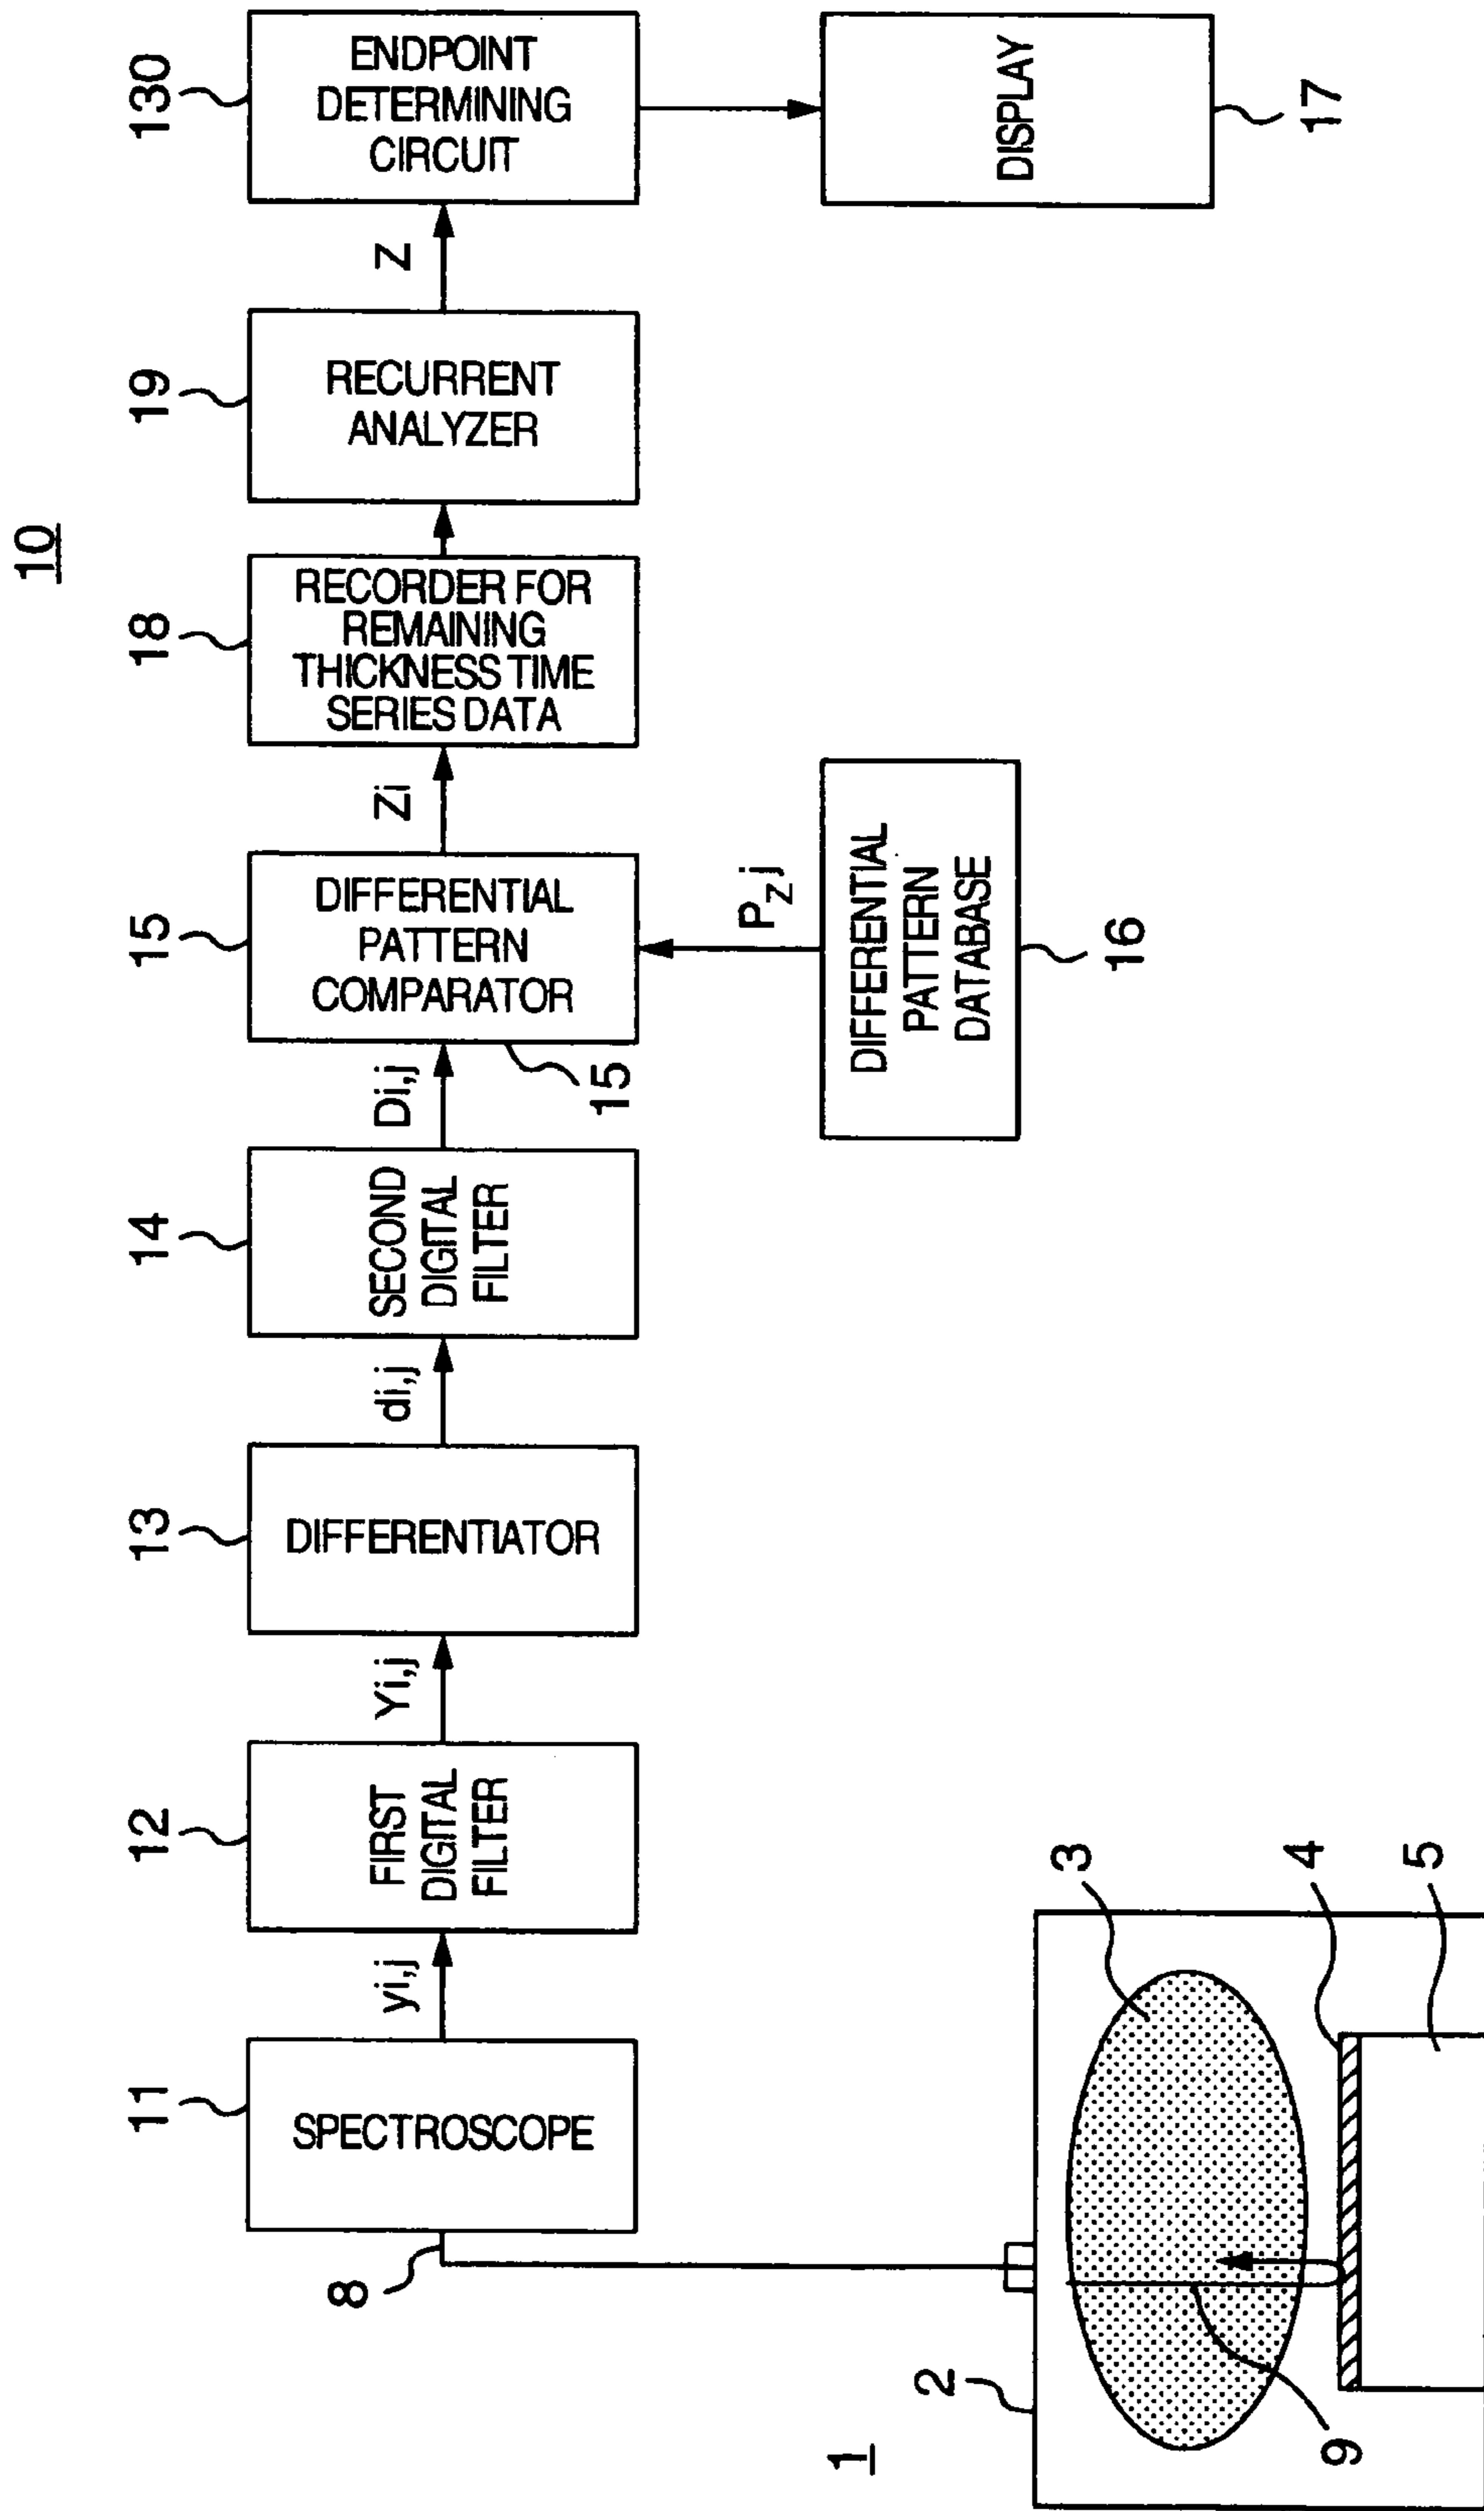 10
11
SPECTROSCOPE
8
yi,j
12
FIRST
DIGITAL
FILTER
Yi,j
13
DIFFERENTIATOR
di,j
14
SECOND
DIGITAL
FILTER
Di,j
15
DIFFERENTIAL
PATTERN
COMPARATOR
15
Zi
18
RECORDER FOR
REMAINING
THICKNESS TIME
SERIES DATA
19
RECURRENT
ANALYZER
Z
130
ENDPOINT
DETERMINING
CIRCUIT
PZ j
DIFFERENTIAL
PATTERN
DATABASE
16
DISPLAY
17
1
2
3
4
5
9